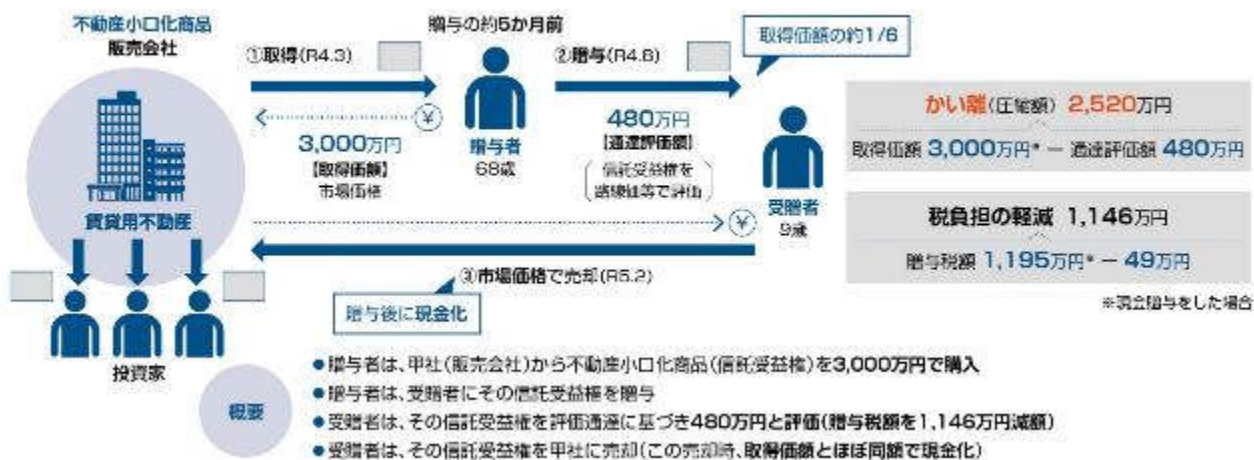 不動産小口化商品
販売会社
贈与の約5か月前
①取得(R4.3)
②贈与(R4.8)
取得価額の約1/6
3,000万円
【取得価額】
市場価格
贈与者
68歳
480万円
【通達評価額】
信託受益権を
路線価等で評価
受贈者
9歳
かい離(圧縮額) 2,520万円
取得価額 3,000万円* − 通達評価額 480万円
税負担の軽減 1,146万円
贈与税額 1,195万円* − 49万円
※現金贈与をした場合
賃貸用不動産
¥
¥
③市場価格で売却(R5.2)
贈与後に現金化
投資家
概要
●贈与者は、甲社(販売会社)から不動産小口化商品(信託受益権)を3,000万円で購入
●贈与者は、受贈者にその信託受益権を贈与
●受贈者は、その信託受益権を評価通達に基づき480万円と評価(贈与税額を1,146万円減額)
●受贈者は、その信託受益権を甲社に売却(この売却時、取得価額とほぼ同額で現金化)